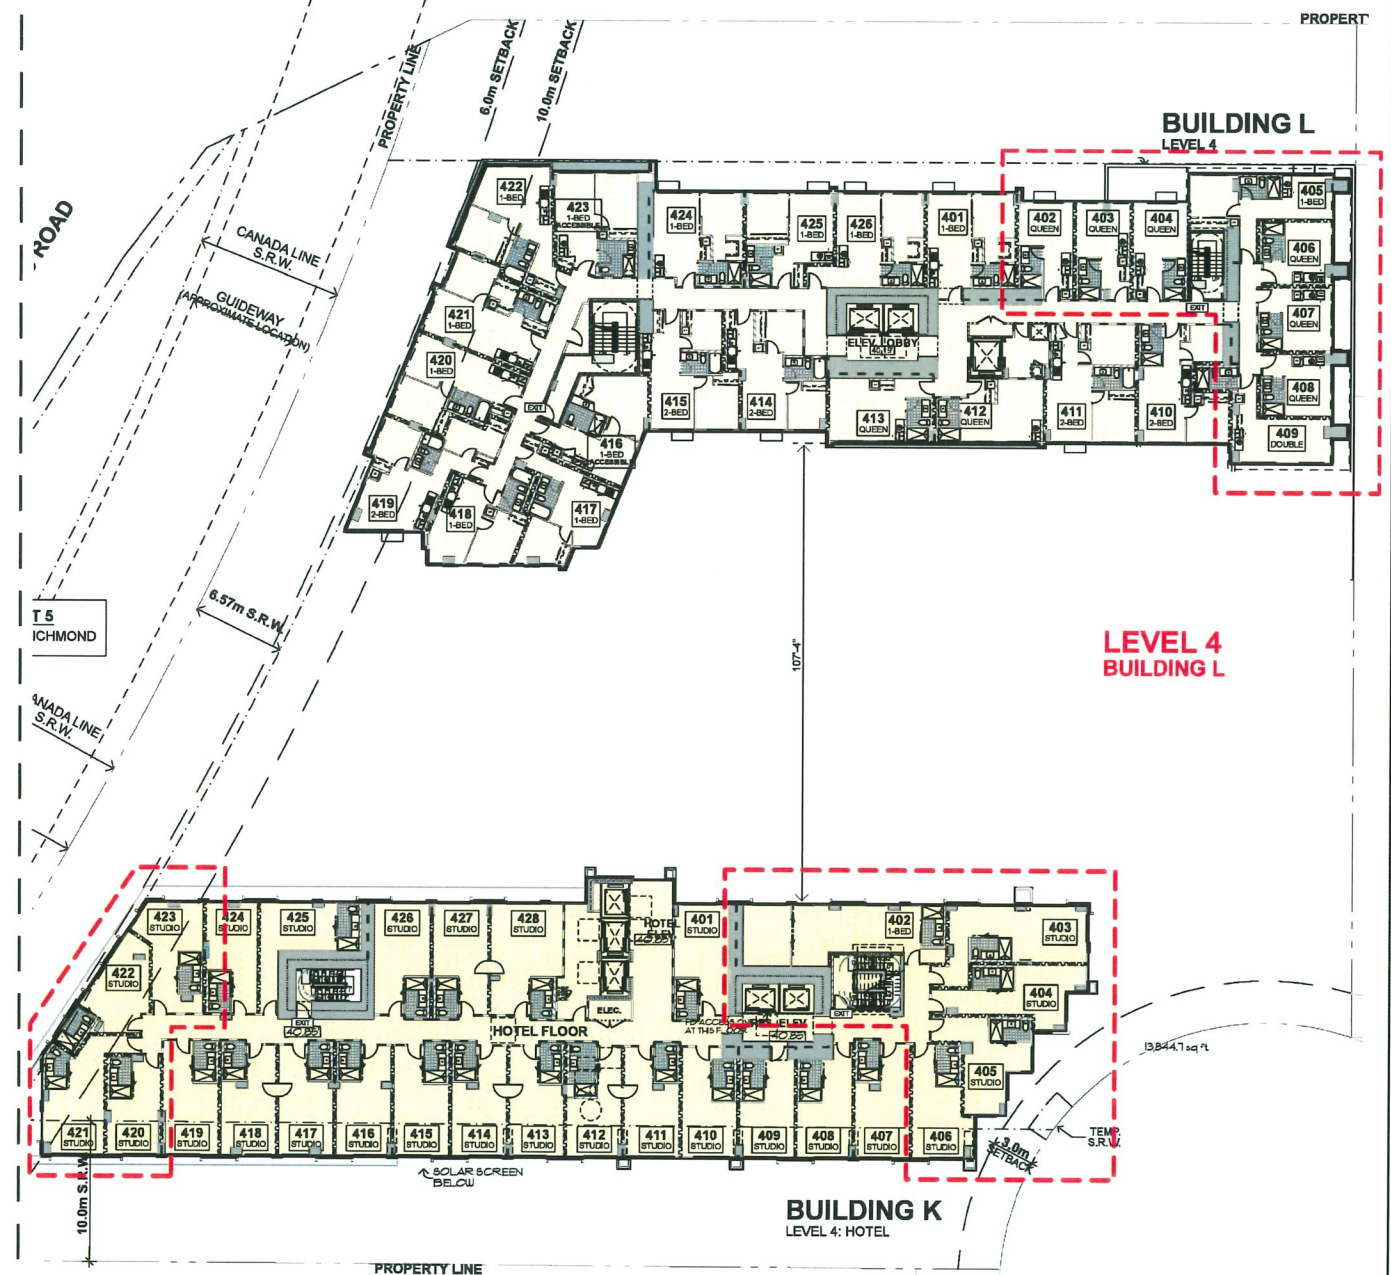 PROPERT
6.0m SETBACK
10.0m SETBACK
PROPERTY LINE
BUILDING L
LEVEL 4
ROAD
CANADA LINE
S.R.W.
GUIDEWAY
(APPROXIMATE LOCATION)
422
1-BED
423
1-BED
ACCESSIBLE
424
1-BED
425
1-BED
426
1-BED
401
1-BED
402
QUEEN
403
QUEEN
404
QUEEN
405
1-BED
406
QUEEN
EXIT
407
QUEEN
421
1-BED
ELEV LOBBY
420
1-BED
408
QUEEN
EXIT
415
2-BED
414
2-BED
413
QUEEN
412
QUEEN
411
2-BED
410
2-BED
409
DOUBLE
416
1-BED
ACCESSIBLE
419
2-BED
418
1-BED
417
1-BED
6.57m S.R.W.
T 5
ICHMOND
107'-4"
LEVEL 4
BUILDING L
ANADA LINE
S.R.W.
423
STUDIO
424
STUDIO
425
STUDIO
426
STUDIO
427
STUDIO
428
STUDIO
HOTEL
401
STUDIO
402
1-BED
403
STUDIO
422
STUDIO
404
STUDIO
ELEC.
EXIT
EXIT
HOTEL FLOOR
AT THIS FLOOR
ELEV
13,844.7 sq ft
405
STUDIO
421
STUDIO
420
STUDIO
419
STUDIO
418
STUDIO
417
STUDIO
416
STUDIO
415
STUDIO
414
STUDIO
413
STUDIO
412
STUDIO
411
STUDIO
410
STUDIO
409
STUDIO
408
STUDIO
407
STUDIO
406
STUDIO
TEMP.
S.R.W.
3.0m
SETBACK
SOLAR SCREEN
BELOW
10.0m S.R.W.
BUILDING K
LEVEL 4: HOTEL
PROPERTY LINE